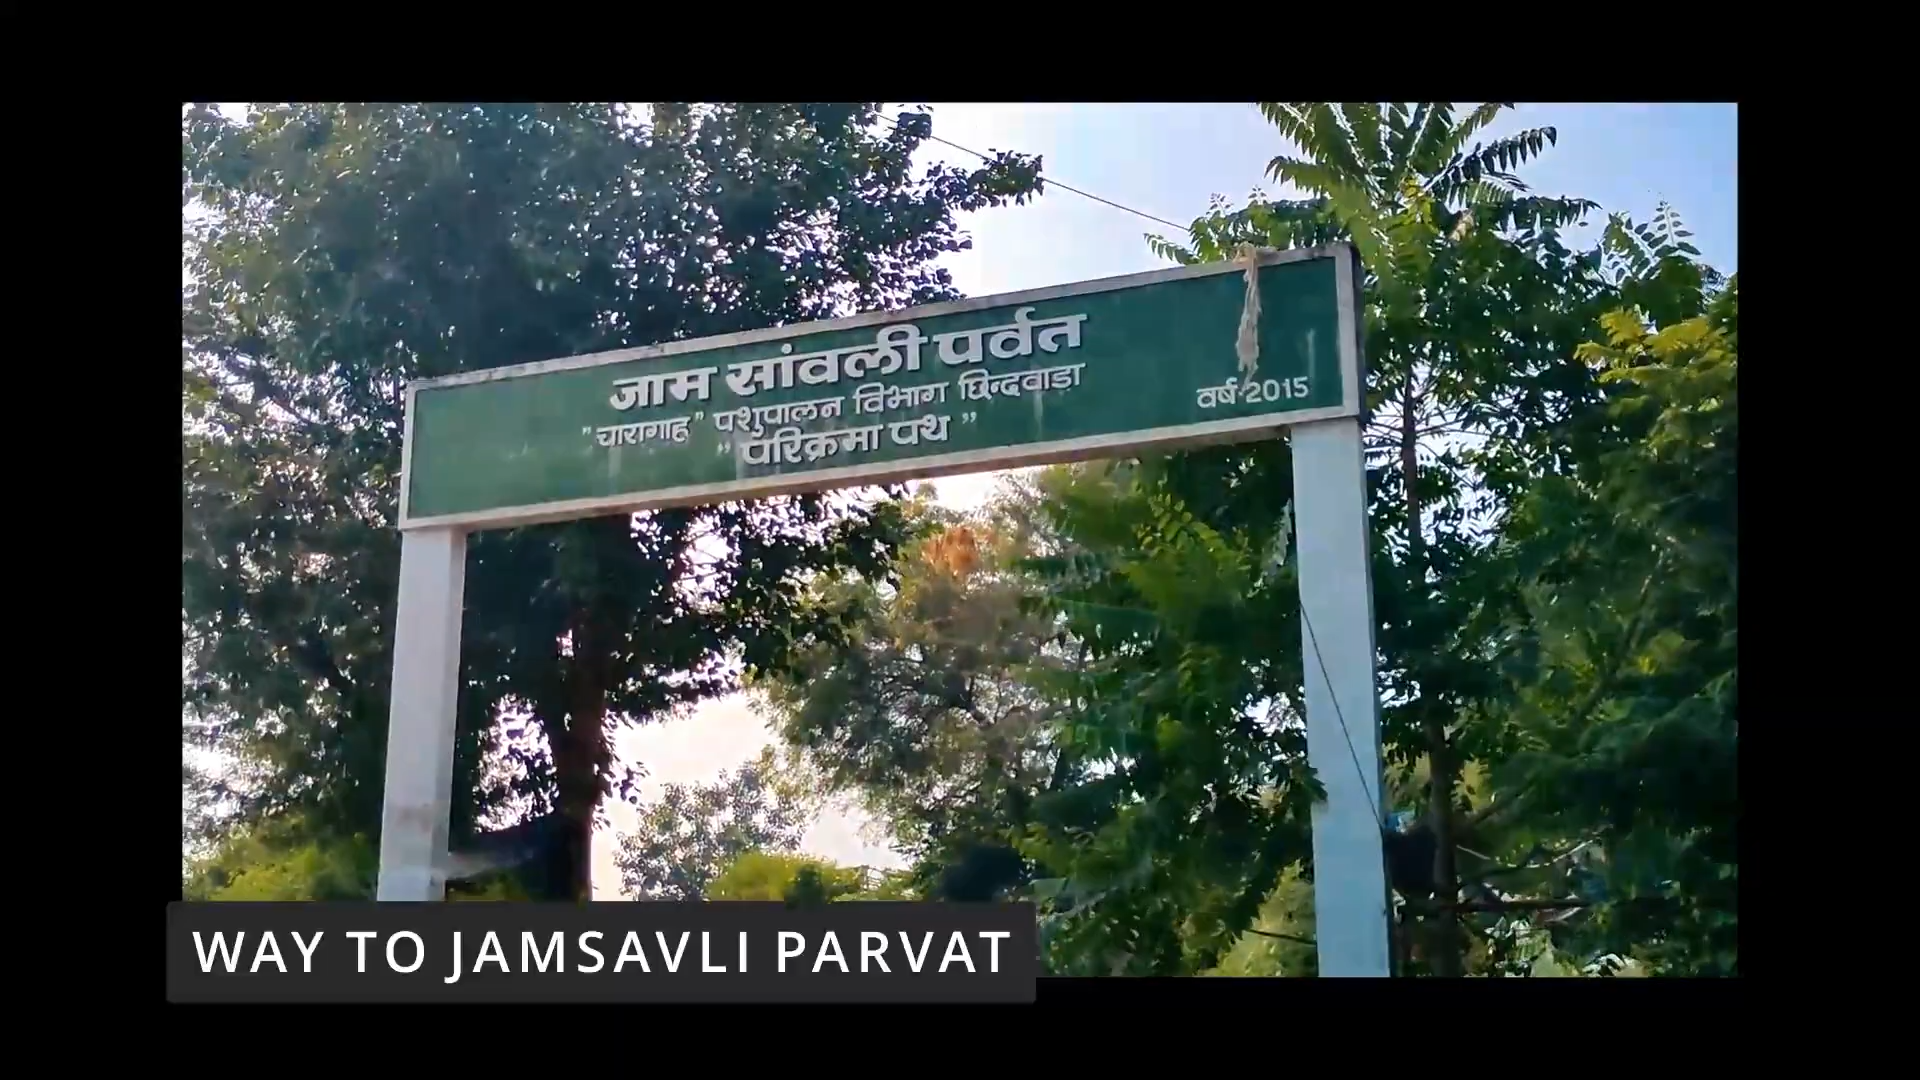 जाम सांवली पर्वत
"चारागाह" पशुपालन विभाग छिन्दवाड़ा
"परिक्रमा पथ"
वर्ष-2015
WAY TO JAMSAVLI PARVAT